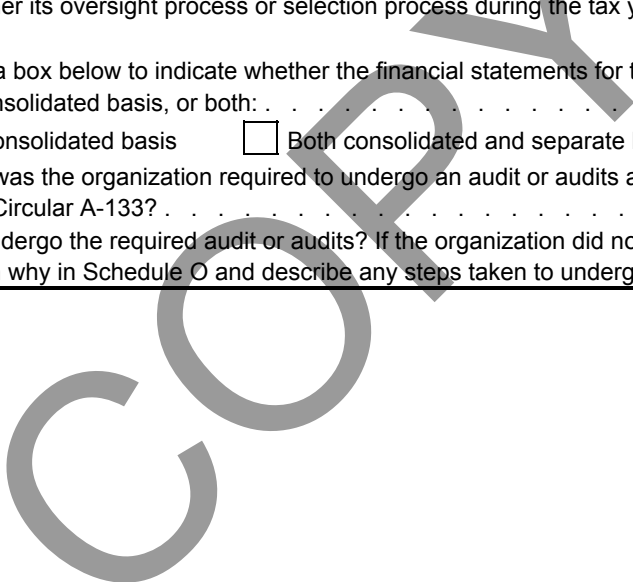 er its oversight process or selection process during the tax y
a box below to indicate whether the financial statements for t
nsolidated basis, or both: . . . . . . . . . . . . . . . . . .
onsolidated basis Both consolidated and separate
was the organization required to undergo an audit or audits a
Circular A-133? . . . . . . . . . . . . . . . . . . . . .
dergo the required audit or audits? If the organization did no
why in Schedule O and describe any steps taken to underg
COPY